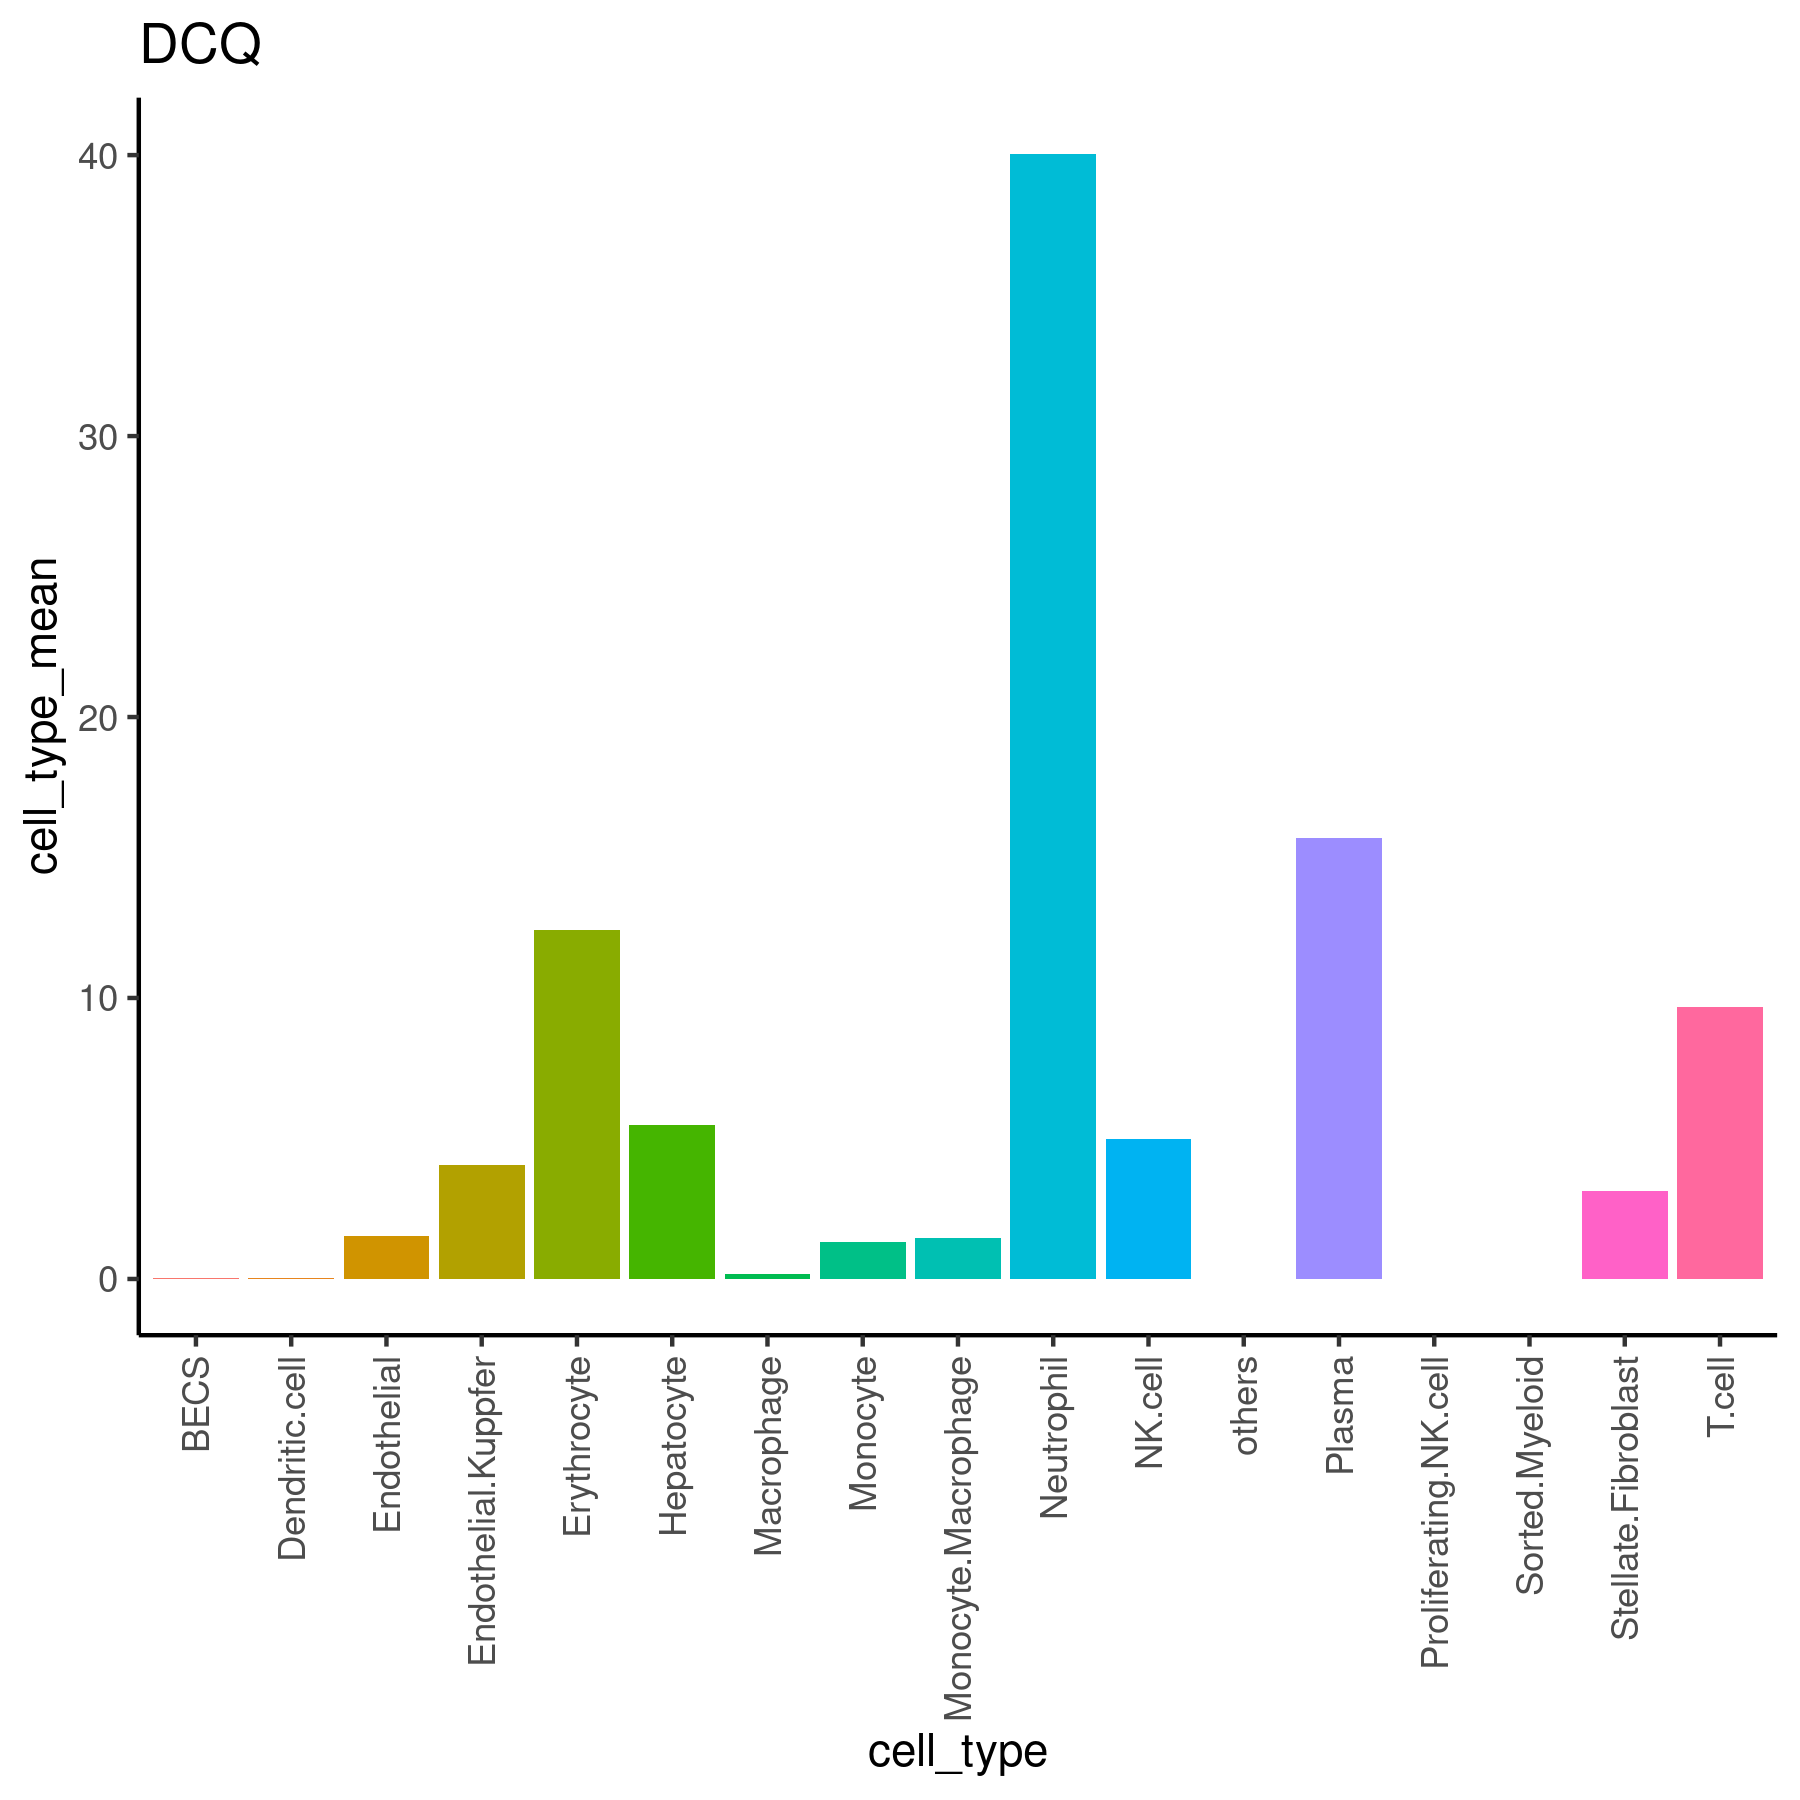 DCQ
cell_type_mean
40
30
20
10
0
BECS
Dendritic.cell
Endothelial
Endothelial.Kuppfer
Erythrocyte
Hepatocyte
Macrophage
Monocyte
Monocyte.Macrophage
Neutrophil
NK.cell
others
Plasma
Proliferating.NK.cell
Sorted.Myeloid
Stellate.Fibroblast
T.cell
cell_type